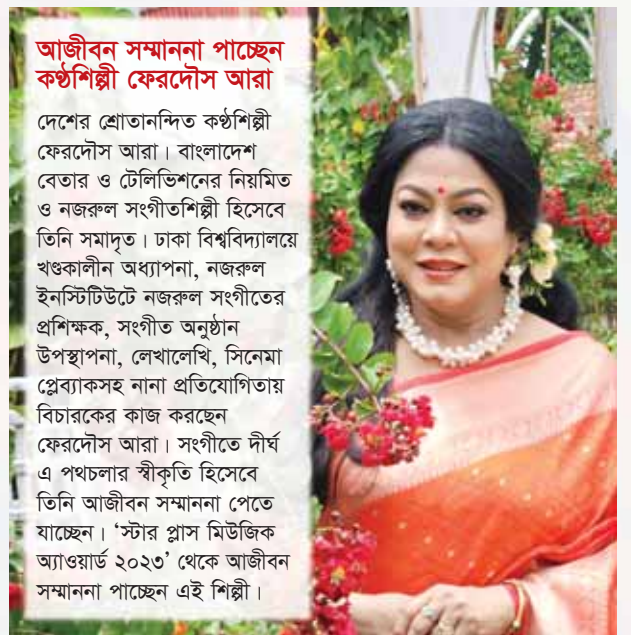 আজীবন সম্মাননা পাচ্ছেন
কণ্ঠশিল্পী ফেরদৌস আরা
দেশের শ্রোতানন্দিত কণ্ঠশিল্পী
ফেরদৌস আরা। বাংলাদেশ
বেতার ও টেলিভিশনের নিয়মিত
ও নজরুল সংগীতশিল্পী হিসেবে
তিনি সমাদৃত। ঢাকা বিশ্ববিদ্যালয়ে
খণ্ডকালীন অধ্যাপনা, নজরুল
ইনস্টিটিউটে নজরুল সংগীতের
প্রশিক্ষক, সংগীত অনুষ্ঠান
উপস্থাপনা, লেখালেখি, সিনেমা
প্লেব্যাকসহ নানা প্রতিযোগিতায়
বিচারকের কাজ করছেন
ফেরদৌস আরা। সংগীতে দীর্ঘ
এ পথচলার স্বীকৃতি হিসেবে
তিনি আজীবন সম্মাননা পেতে
যাচ্ছেন। ‘স্টার প্লাস মিউজিক
অ্যাওয়ার্ড ২০২৩’ থেকে আজীবন
সম্মাননা পাচ্ছেন এই শিল্পী।